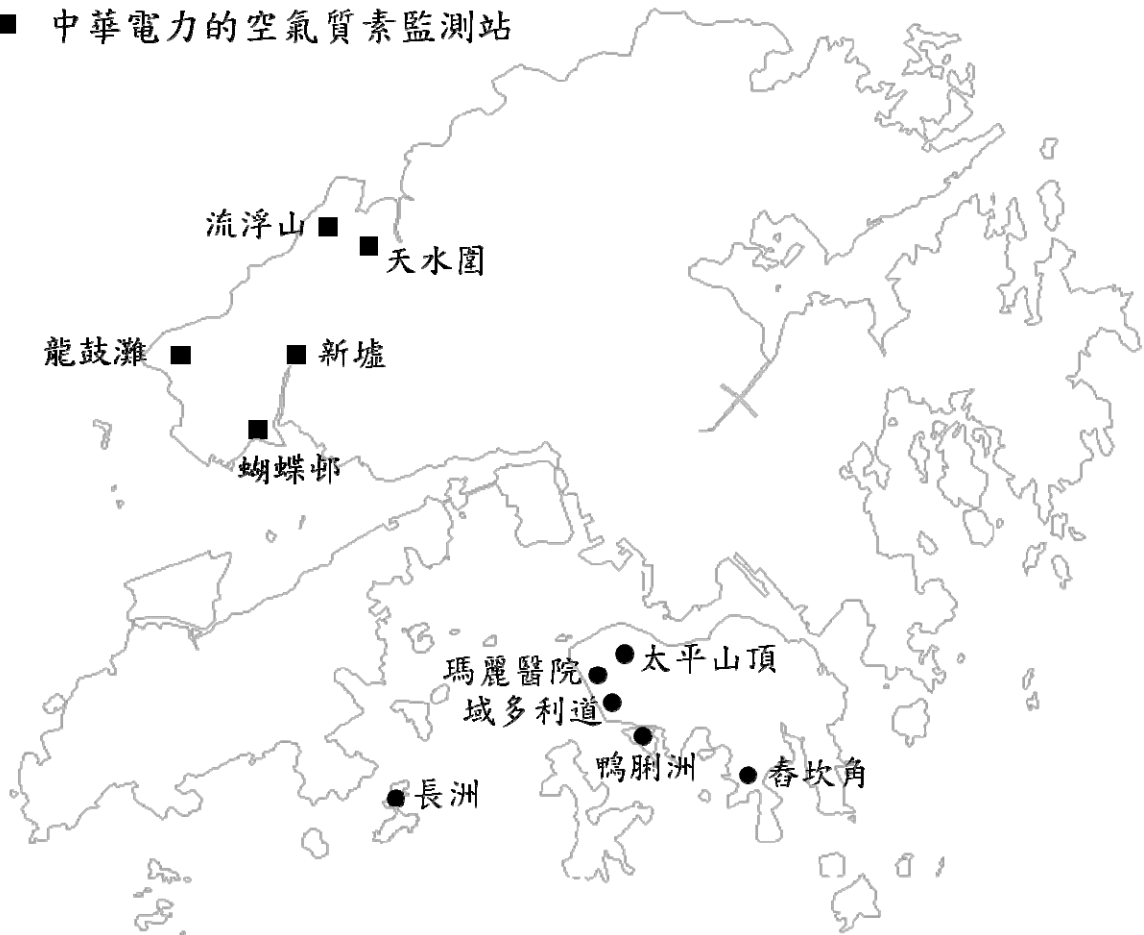 中華電力的空氣質素監測站
流浮山
天水圍
龍鼓灘
新墟
蝴蝶邨
太平山頂
瑪麗醫院
域多利道
鴨脷洲
舂坎角
長洲